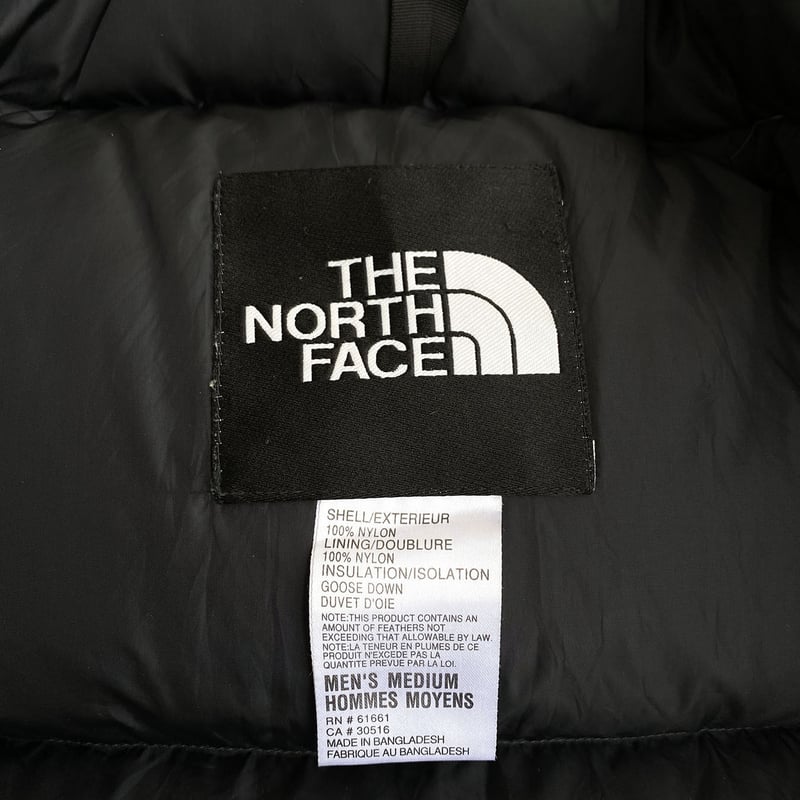 THE
NORTH
FACE
SHELL/EXTERIEUR
100% NYLON
LINING/DOUBLURE
100% NYLON
INSULATION/ISOLATION
GOOSE DOWN
DUVET D'OIE
NOTE:THIS PRODUCT CONTAINS AN
AMOUNT OF FEATHERS NOT
EXCEEDING THAT ALLOWABLE BY LAW.
NOTE:LA TENEUR EN PLUMES DE CE
PRODUIT N'EXCEDE PAS LA
QUANTITE PREVUE PAR LA LOI.
MEN'S MEDIUM
HOMMES MOYENS
RN # 61661
CA # 30516
MADE IN BANGLADESH
FABRIQUE AU BANGLADESH